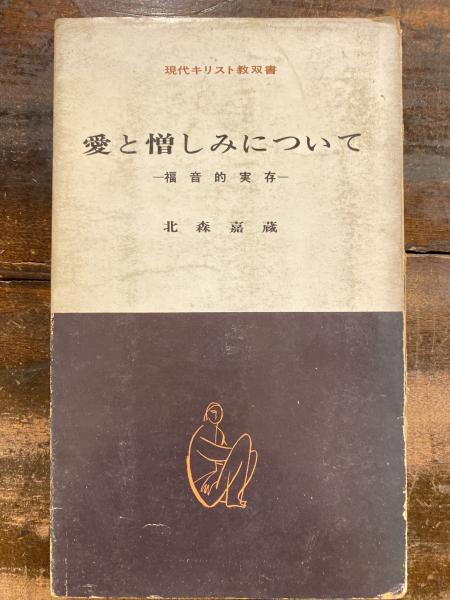 現代キリスト教双書
愛と憎しみについて
―福音的実存―
北森嘉蔵